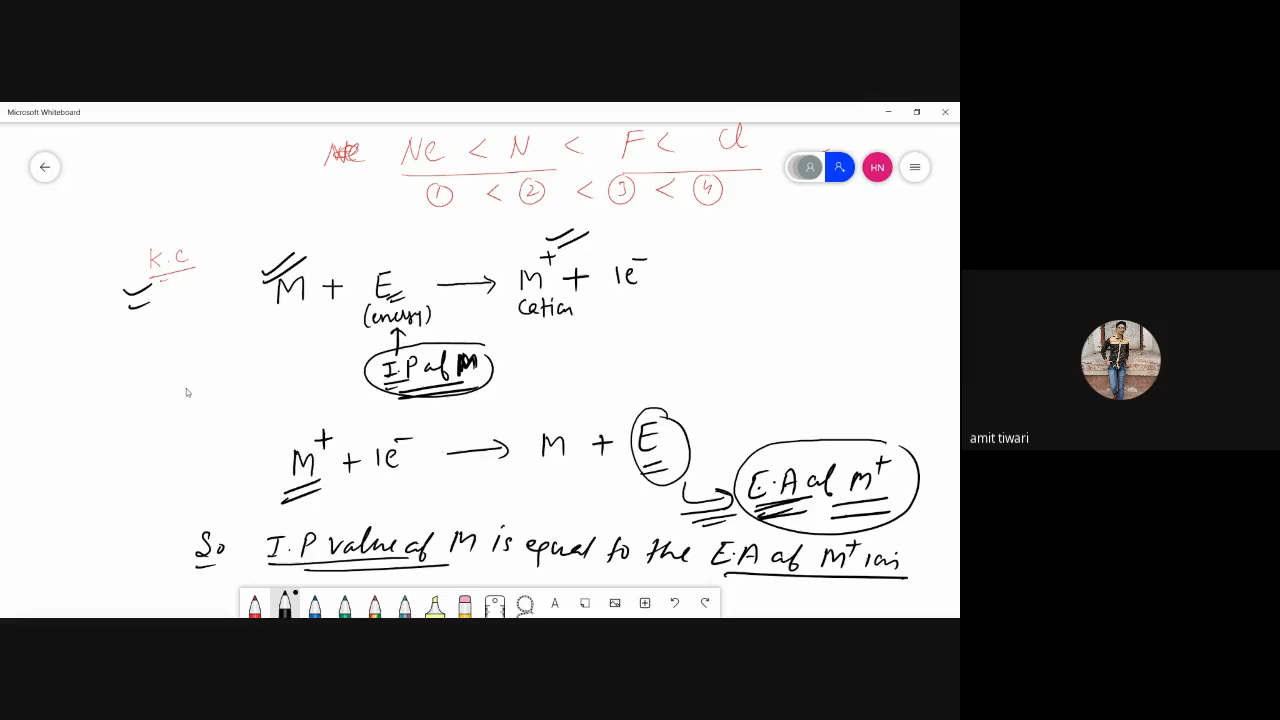 Microsoft Whiteboard
Ne < N < F < Cl
① < ② < ③ < ④
HN
K.C
M + E → M⁺ + 1e⁻
(energy) Cation
I.P of M
M⁺ + 1e⁻ → M + E
E.A of M⁺
So I.P value of M is equal to the E.A of M⁺ ion
amit tiwari